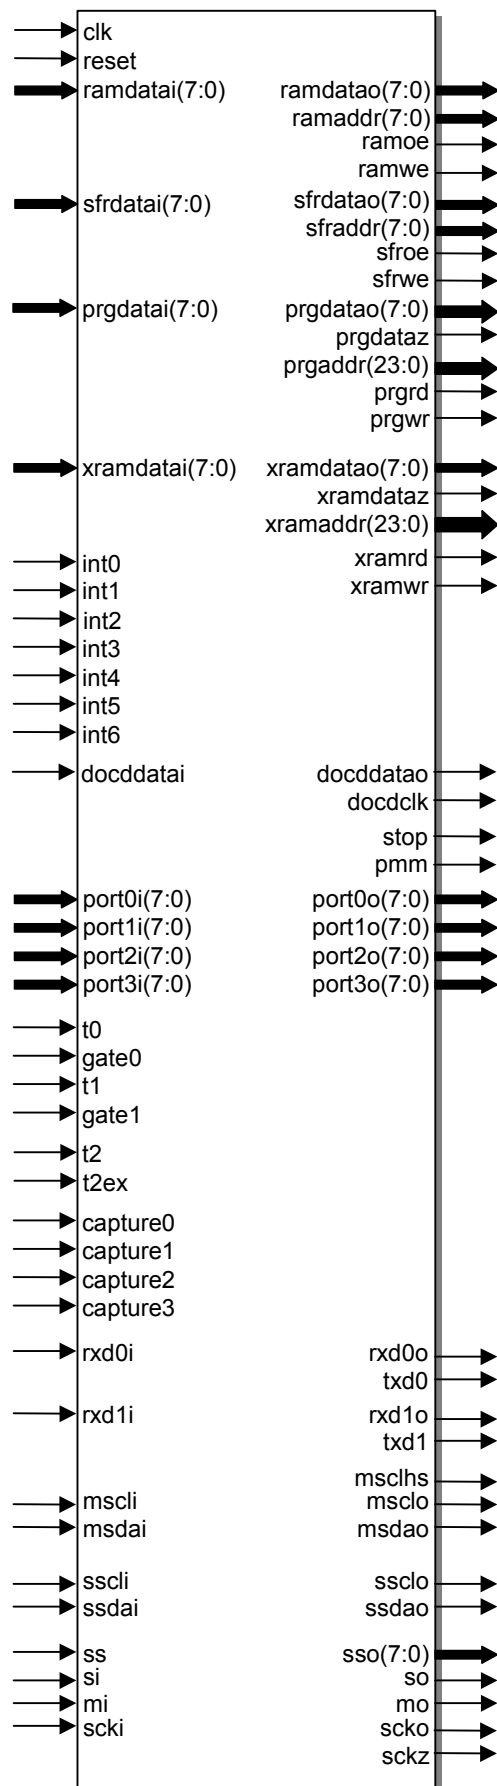 clk
reset
ramdatai(7:0) ramdatao(7:0)
ramaddr(7:0)
ramoe
ramwe
sfrdatai(7:0) sfrdatao(7:0)
sfraddr(7:0)
sfroe
sfrwe
prgdatai(7:0) prgdatao(7:0)
prgdataz
prgaddr(23:0)
prgrd
prgwr
xramdatai(7:0) xramdatao(7:0)
xramdataz
xramaddr(23:0)
int0 xramrd
int1 xramwr
int2
int3
int4
int5
int6
docddatai docddatao
docdclk
stop
pmm
port0i(7:0) port0o(7:0)
port1i(7:0) port1o(7:0)
port2i(7:0) port2o(7:0)
port3i(7:0) port3o(7:0)
t0
gate0
t1
gate1
t2
t2ex
capture0
capture1
capture2
capture3
rxd0i rxd0o
txd0
rxd1i rxd1o
txd1
msclhs
mscli msclo
msdai msdao
sscli ssclo
ssdai ssdao
ss sso(7:0)
si so
mi mo
scki scko
sckz